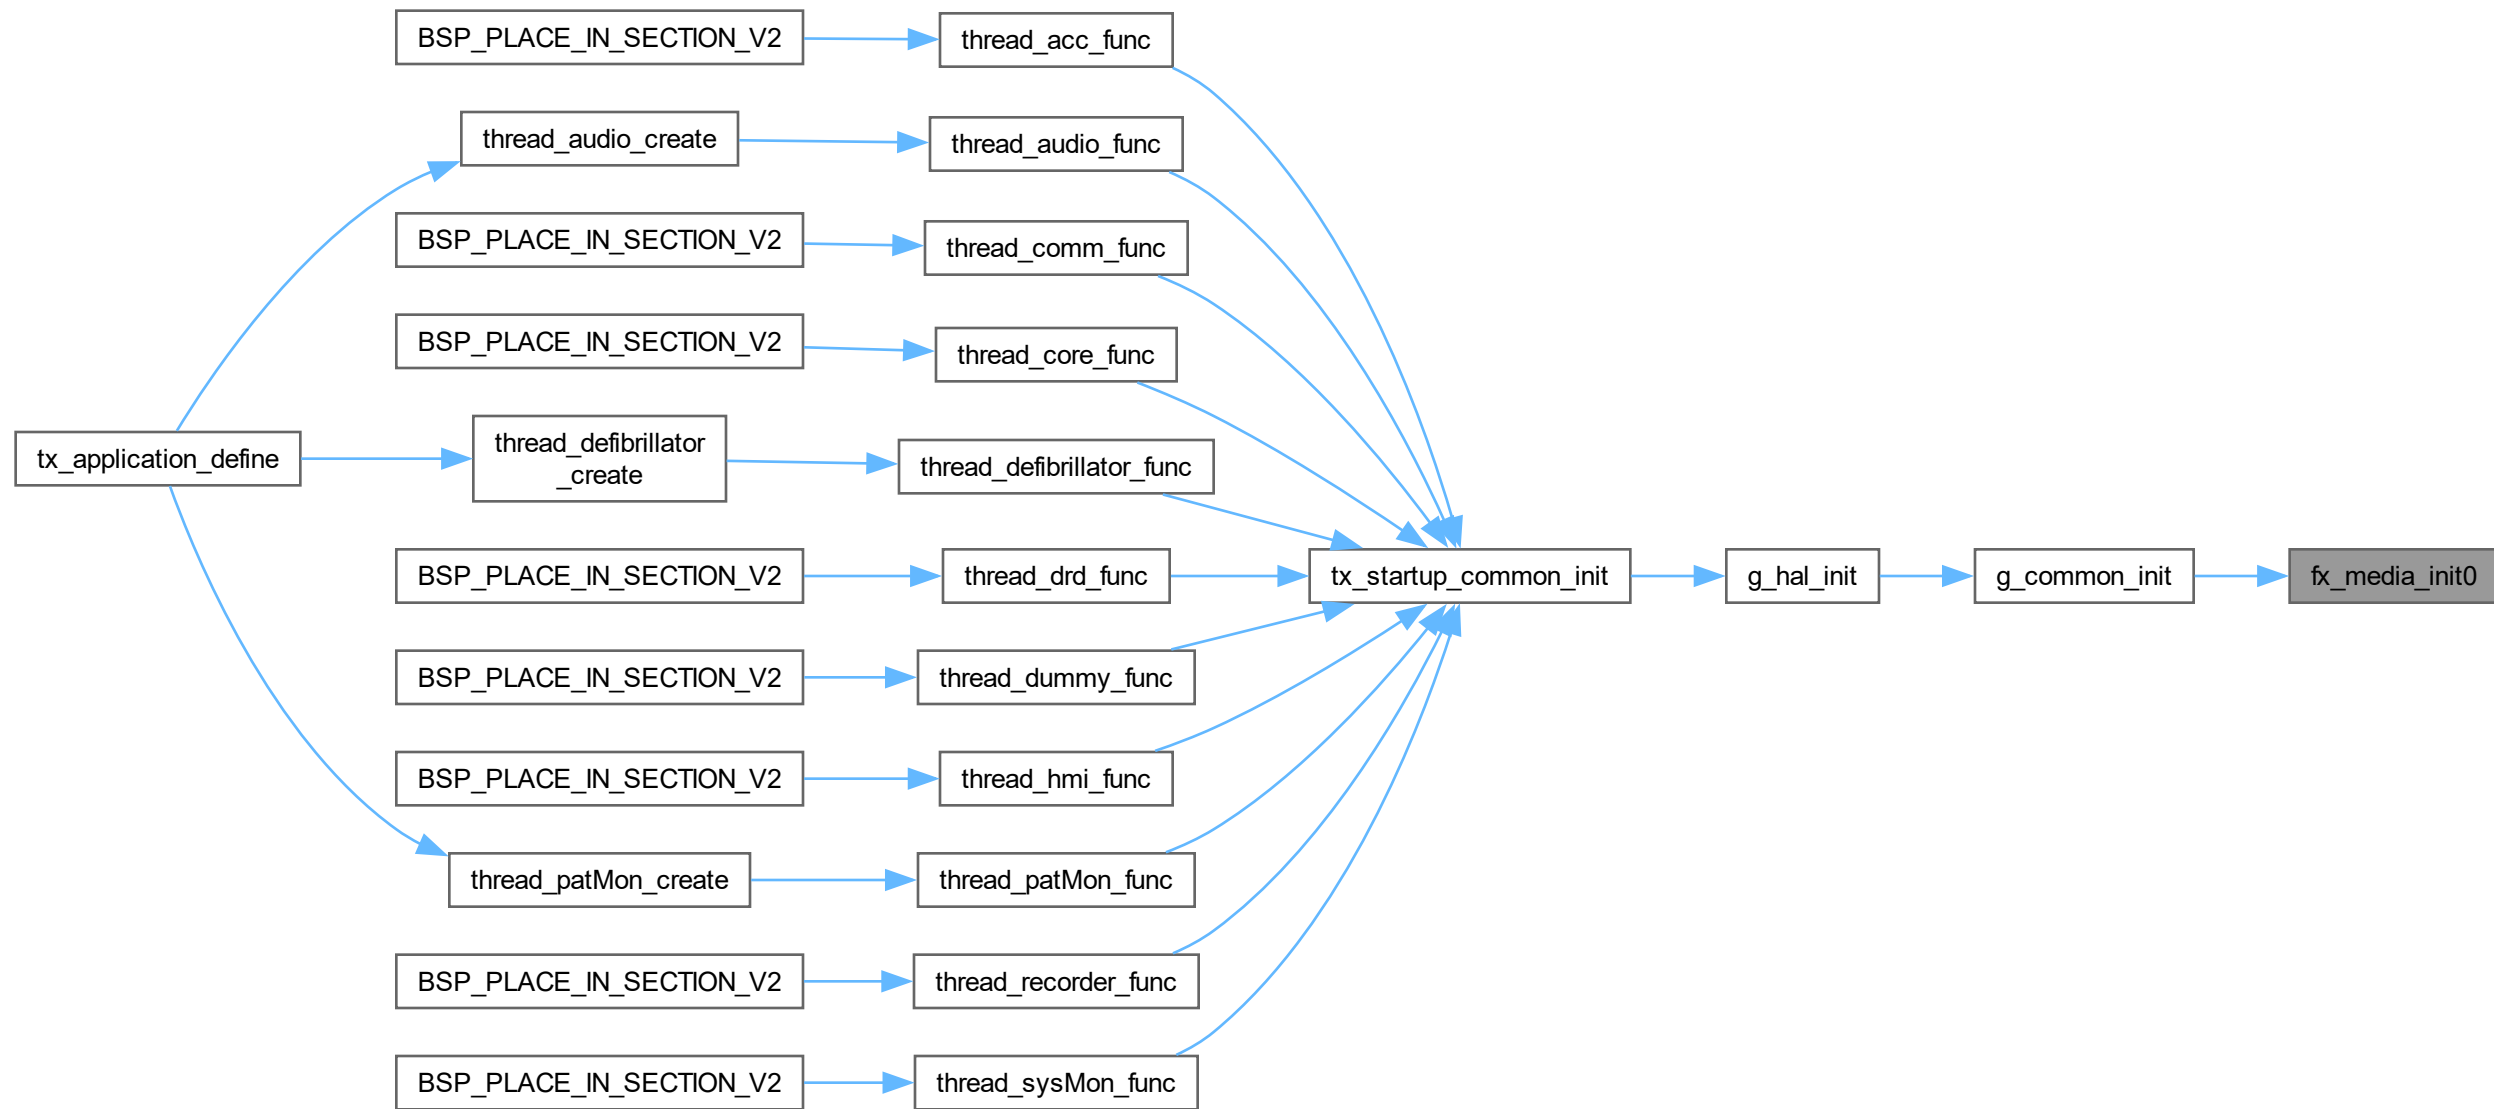 BSP_PLACE_IN_SECTION_V2
thread_acc_func
thread_audio_create
thread_audio_func
BSP_PLACE_IN_SECTION_V2
thread_comm_func
BSP_PLACE_IN_SECTION_V2
thread_core_func
tx_application_define
thread_defibrillator
_create
thread_defibrillator_func
BSP_PLACE_IN_SECTION_V2
thread_drd_func
tx_startup_common_init
g_hal_init
g_common_init
fx_media_init0
BSP_PLACE_IN_SECTION_V2
thread_dummy_func
BSP_PLACE_IN_SECTION_V2
thread_hmi_func
thread_patMon_create
thread_patMon_func
BSP_PLACE_IN_SECTION_V2
thread_recorder_func
BSP_PLACE_IN_SECTION_V2
thread_sysMon_func